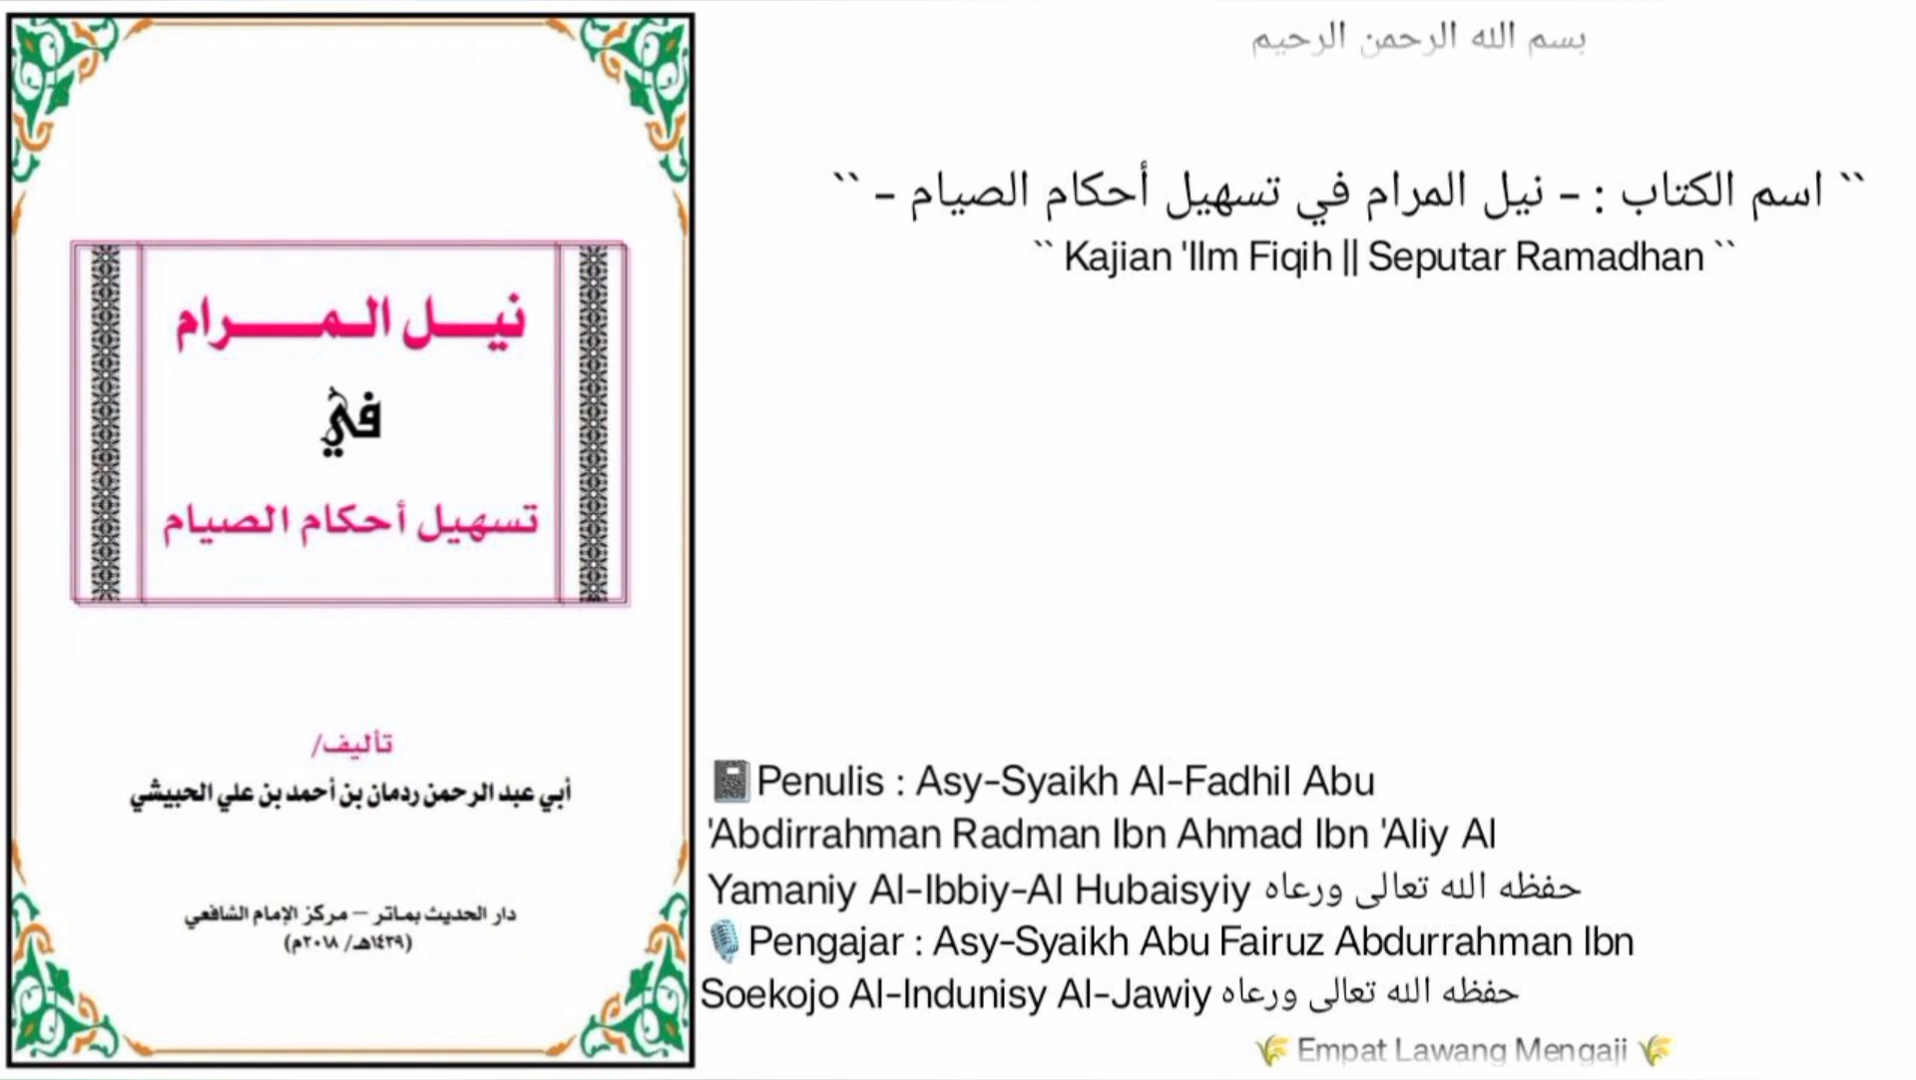 نيل المرام
في
تسهيل أحكام الصيام
تأليف/
أبي عبد الرحمن ردمان بن أحمد بن علي الحبيشي
دار الحديث بماتر – مركز الإمام الشافعي
(١٤٣٩هـ/ ٢٠١٨م)
بسم الله الرحمن الرحيم
`` اسم الكتاب : – نيل المرام في تسهيل أحكام الصيام – ``
`` Kajian 'Ilm Fiqih || Seputar Ramadhan ``
📓Penulis : Asy-Syaikh Al-Fadhil Abu
'Abdirrahman Radman Ibn Ahmad Ibn 'Aliy Al
Yamaniy Al-Ibbiy-Al Hubaisyiy حفظه الله تعالى ورعاه
🎙️Pengajar : Asy-Syaikh Abu Fairuz Abdurrahman Ibn
Soekojo Al-Indunisy Al-Jawiy حفظه الله تعالى ورعاه
🌾 Empat Lawang Mengaji 🌾